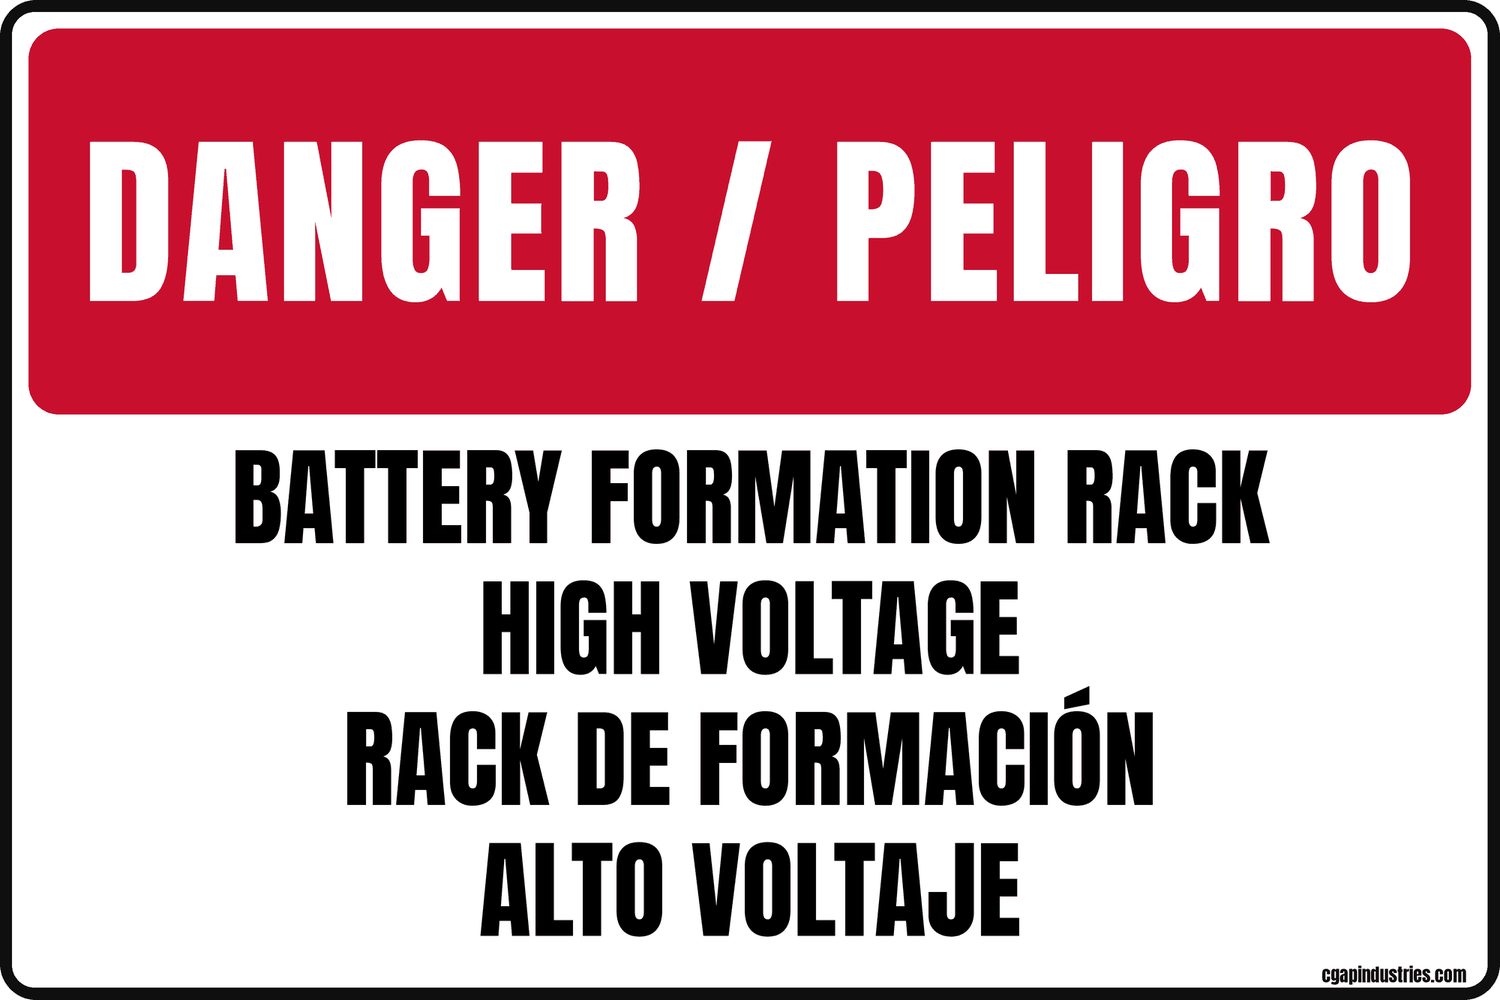 DANGER / PELIGRO
BATTERY FORMATION RACK
HIGH VOLTAGE
RACK DE FORMACIÓN
ALTO VOLTAJE
cgapindustries.com